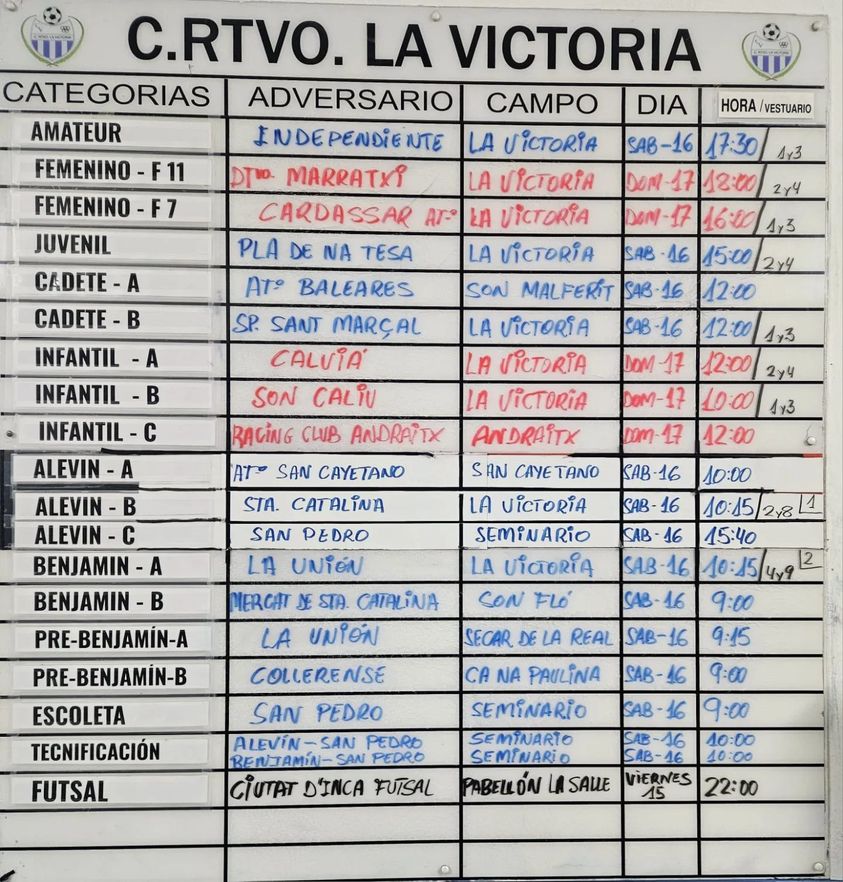 C.RTVO. LA VICTORIA
CATEGORIAS ADVERSARIO CAMPO DIA HORA / VESTUARIO
AMATEUR INDEPENDIENTE LA VICTORIA SAB-16 17:30/1y3
FEMENINO - F 11 DTVO. MARRATXI LA VICTORIA DOM-17 18:00/2y4
FEMENINO - F 7 CARDASSAR ATº LA VICTORIA DOM-17 16:00/1y3
JUVENIL PLA DE NA TESA LA VICTORIA SAB-16 15:00/2y4
CADETE - A ATº BALEARES SON MALFERIT SAB-16 12:00
CADETE - B SP. SANT MARÇAL LA VICTORIA SAB-16 12:00/1y3
INFANTIL - A CALVIÁ LA VICTORIA DOM-17 12:00/2y4
INFANTIL - B SON CALIU LA VICTORIA DOM-17 10:00/1y3
INFANTIL - C RACING CLUB ANDRAITX ANDRAITX DOM-17 12:00
ALEVIN - A ATº SAN CAYETANO SAN CAYETANO SAB-16 10:00
ALEVIN - B STA. CATALINA LA VICTORIA SAB-16 10:15/2y8 1
ALEVIN - C SAN PEDRO SEMINARIO SAB-16 15:40
BENJAMIN - A LA UNIÓN LA VICTORIA SAB-16 10:15/4y9 2
BENJAMIN - B MERCAT DE STA. CATALINA SON FLÓ SAB-16 9:00
PRE-BENJAMÍN-A LA UNIÓN SECAR DE LA REAL SAB-16 9:15
PRE-BENJAMÍN-B COLLERENSE CA NA PAULINA SAB-16 9:00
ESCOLETA SAN PEDRO SEMINARIO SAB-16 9:00
TECNIFICACIÓN ALEVÍN-SAN PEDRO SEMINARIO SAB-16 10:00
BENJAMÍN-SAN PEDRO SEMINARIO SAB-16 10:00
FUTSAL CIUTAT D'INCA FUTSAL PABELLÓN LA SALLE VIERNES 15 22:00